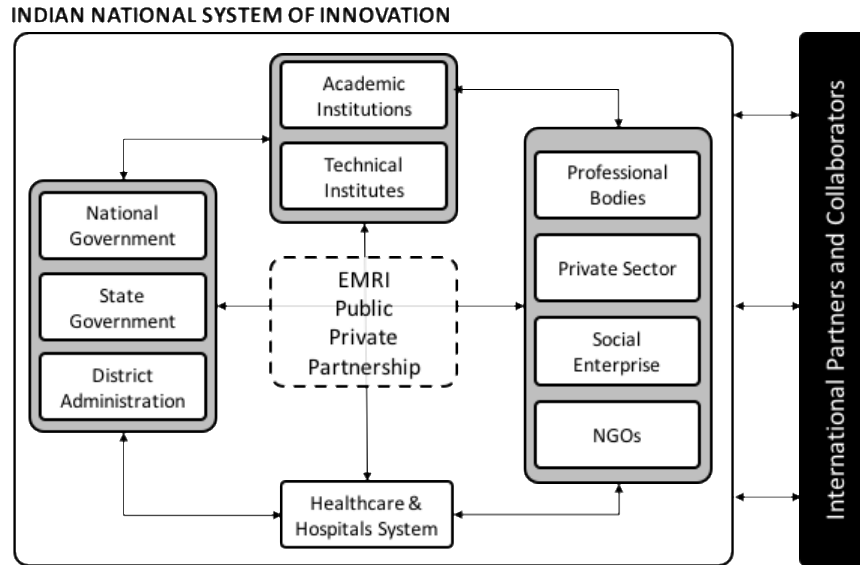 INDIAN NATIONAL SYSTEM OF INNOVATION
Academic
Institutions
Technical
Institutes
National
Government
State
Government
District
Administration
EMRI
Public
Private
Partnership
Professional
Bodies
Private Sector
Social
Enterprise
NGOs
Healthcare &
Hospitals System
International Partners and Collaborators